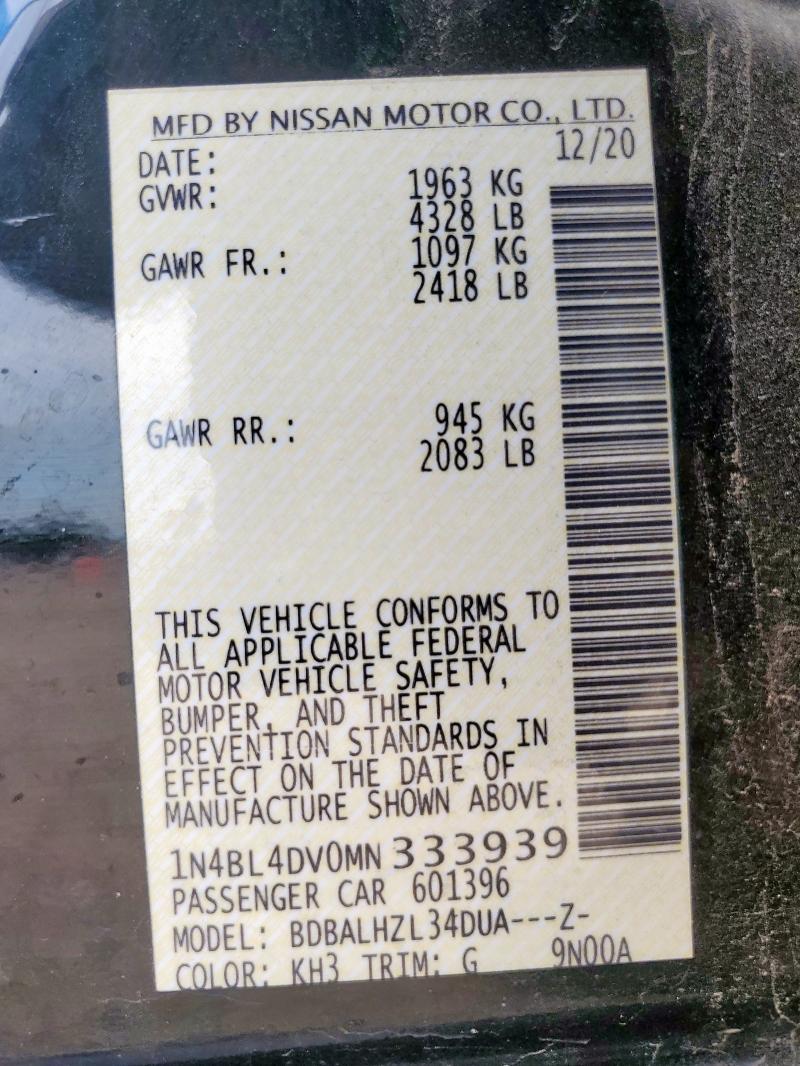 MFD BY NISSAN MOTOR CO., LTD.
DATE: 12/20
GVWR: 1963 KG
4328 LB
GAWR FR.: 1097 KG
2418 LB
GAWR RR.: 945 KG
2083 LB
THIS VEHICLE CONFORMS TO
ALL APPLICABLE FEDERAL
MOTOR VEHICLE SAFETY,
BUMPER, AND THEFT
PREVENTION STANDARDS IN
EFFECT ON THE DATE OF
MANUFACTURE SHOWN ABOVE.
1N4BL4DV0MN 333939
PASSENGER CAR 601396
MODEL: BDBALHZL34DUA---Z-
COLOR: KH3 TRIM: G 9N00A